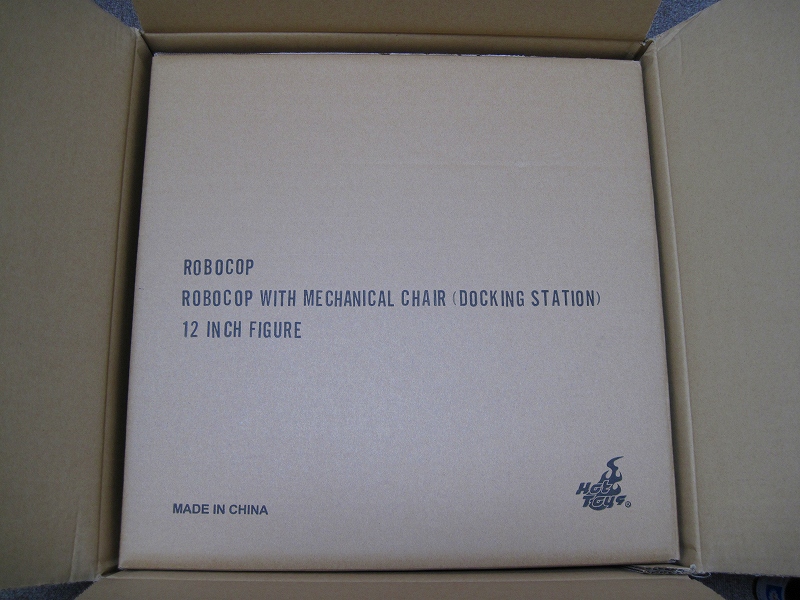 ROBOCOP
ROBOCOP WITH MECHANICAL CHAIR (DOCKING STATION)
12 INCH FIGURE
MADE IN CHINA
Hot
Toys®